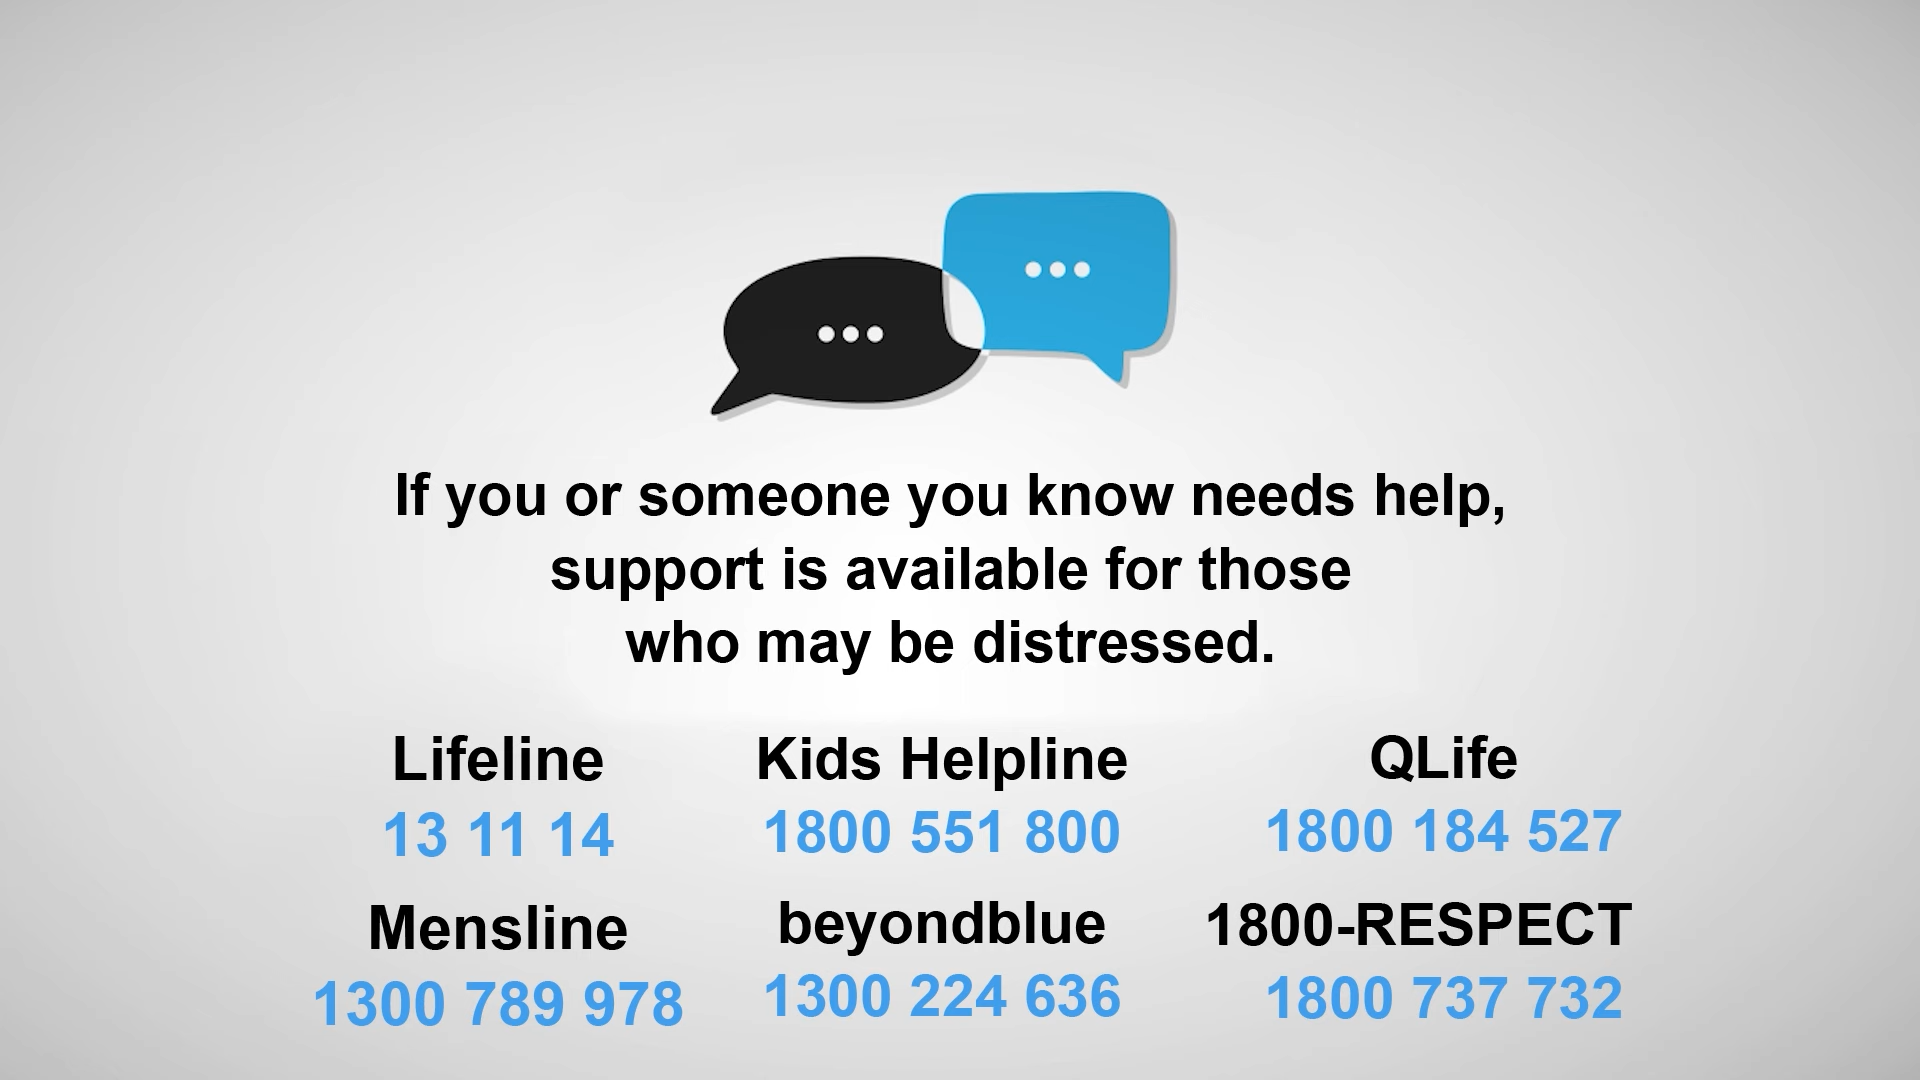 If you or someone you know needs help,
support is available for those
who may be distressed.
Lifeline
13 11 14
Kids Helpline
1800 551 800
QLife
1800 184 527
Mensline
1300 789 978
beyondblue
1300 224 636
1800-RESPECT
1800 737 732